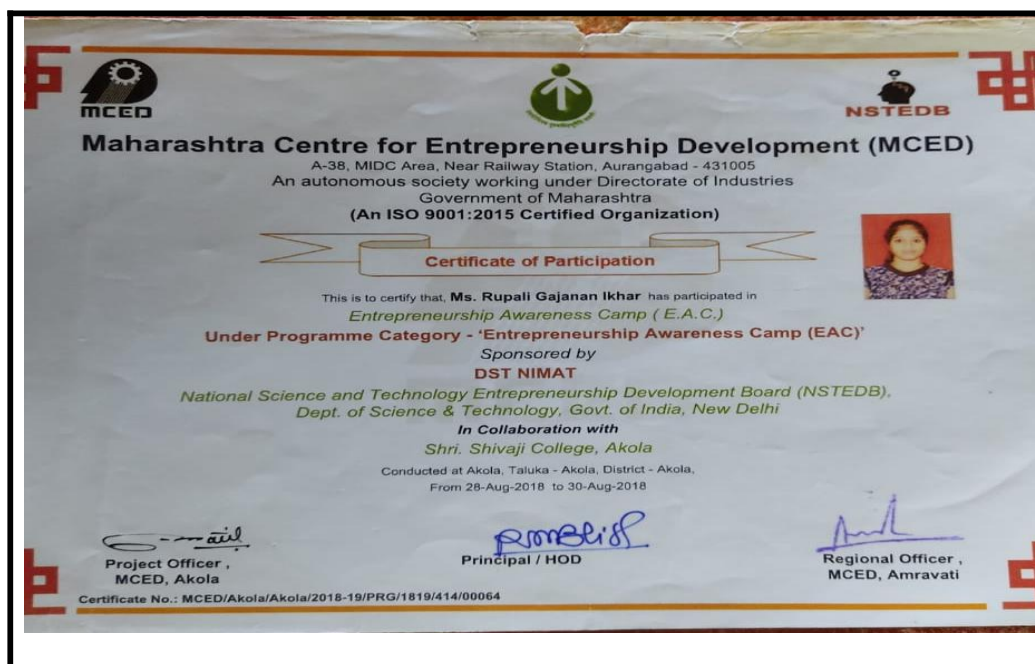 MCED
NSTEDB
Maharashtra Centre for Entrepreneurship Development (MCED)
A-38, MIDC Area, Near Railway Station, Aurangabad - 431005
An autonomous society working under Directorate of Industries
Government of Maharashtra
(An ISO 9001:2015 Certified Organization)
Certificate of Participation
This is to certify that, Ms. Rupali Gajanan Ikhar has participated in
Entrepreneurship Awareness Camp ( E.A.C.)
Under Programme Category - ‘Entrepreneurship Awareness Camp (EAC)’
Sponsored by
DST NIMAT
National Science and Technology Entrepreneurship Development Board (NSTEDB),
Dept. of Science & Technology, Govt. of India, New Delhi
In Collaboration with
Shri. Shivaji College, Akola
Conducted at Akola, Taluka - Akola, District - Akola,
From 28-Aug-2018 to 30-Aug-2018
Project Officer ,
MCED, Akola
Principal / HOD
Regional Officer ,
MCED, Amravati
Certificate No.: MCED/Akola/Akola/2018-19/PRG/1819/414/00064